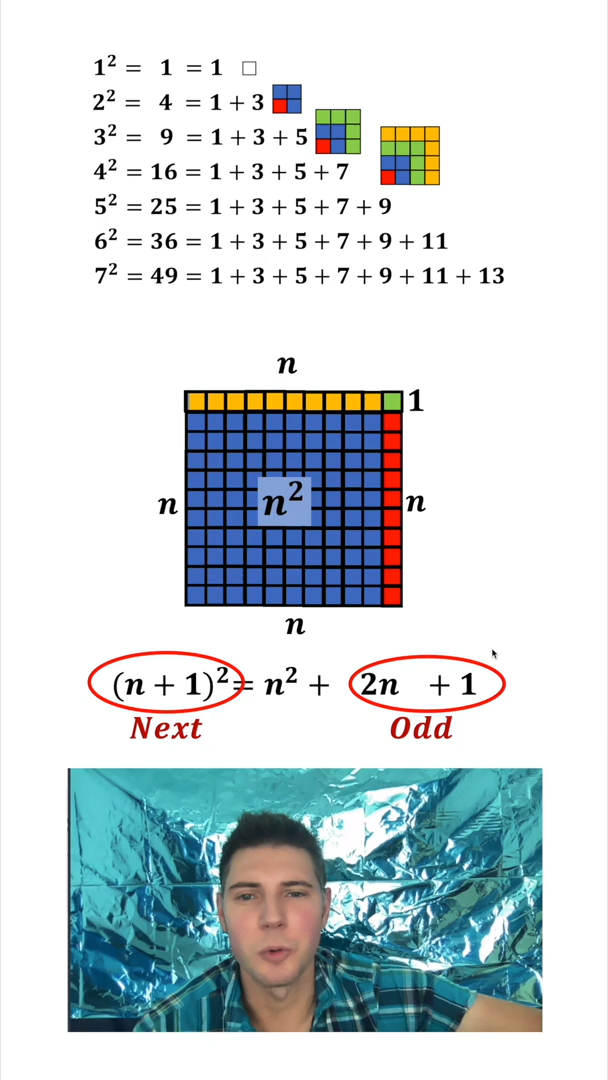 1² = 1 = 1
2² = 4 = 1 + 3
3² = 9 = 1 + 3 + 5
4² = 16 = 1 + 3 + 5 + 7
5² = 25 = 1 + 3 + 5 + 7 + 9
6² = 36 = 1 + 3 + 5 + 7 + 9 + 11
7² = 49 = 1 + 3 + 5 + 7 + 9 + 11 + 13
n
1
n n² n
n
(n + 1)² = n² + 2n + 1
Next Odd